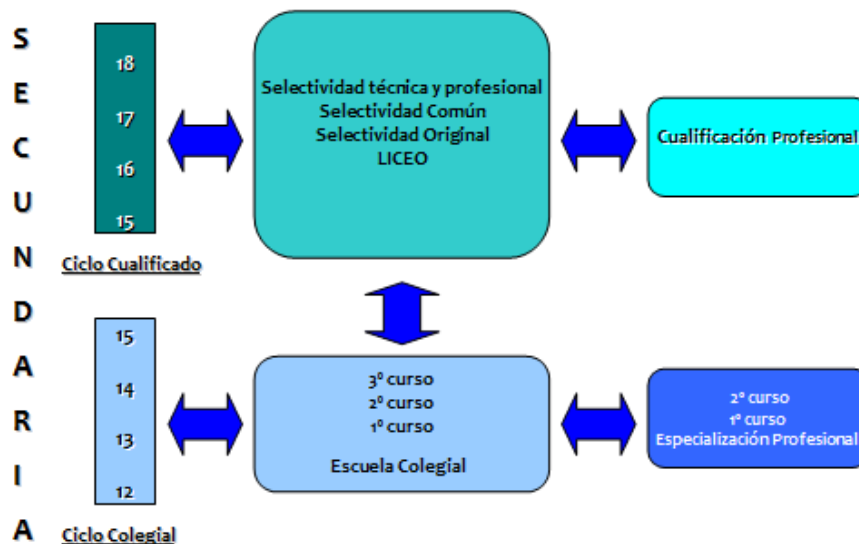 SECUNDARIA
18
17
16
15
Ciclo Cualificado
Selectividad técnica y profesional
Selectividad Común
Selectividad Original
LICEO
Cualificación Profesional
15
14
13
12
Ciclo Colegial
3º curso
2º curso
1º curso
Escuela Colegial
2º curso
1º curso
Especialización Profesional